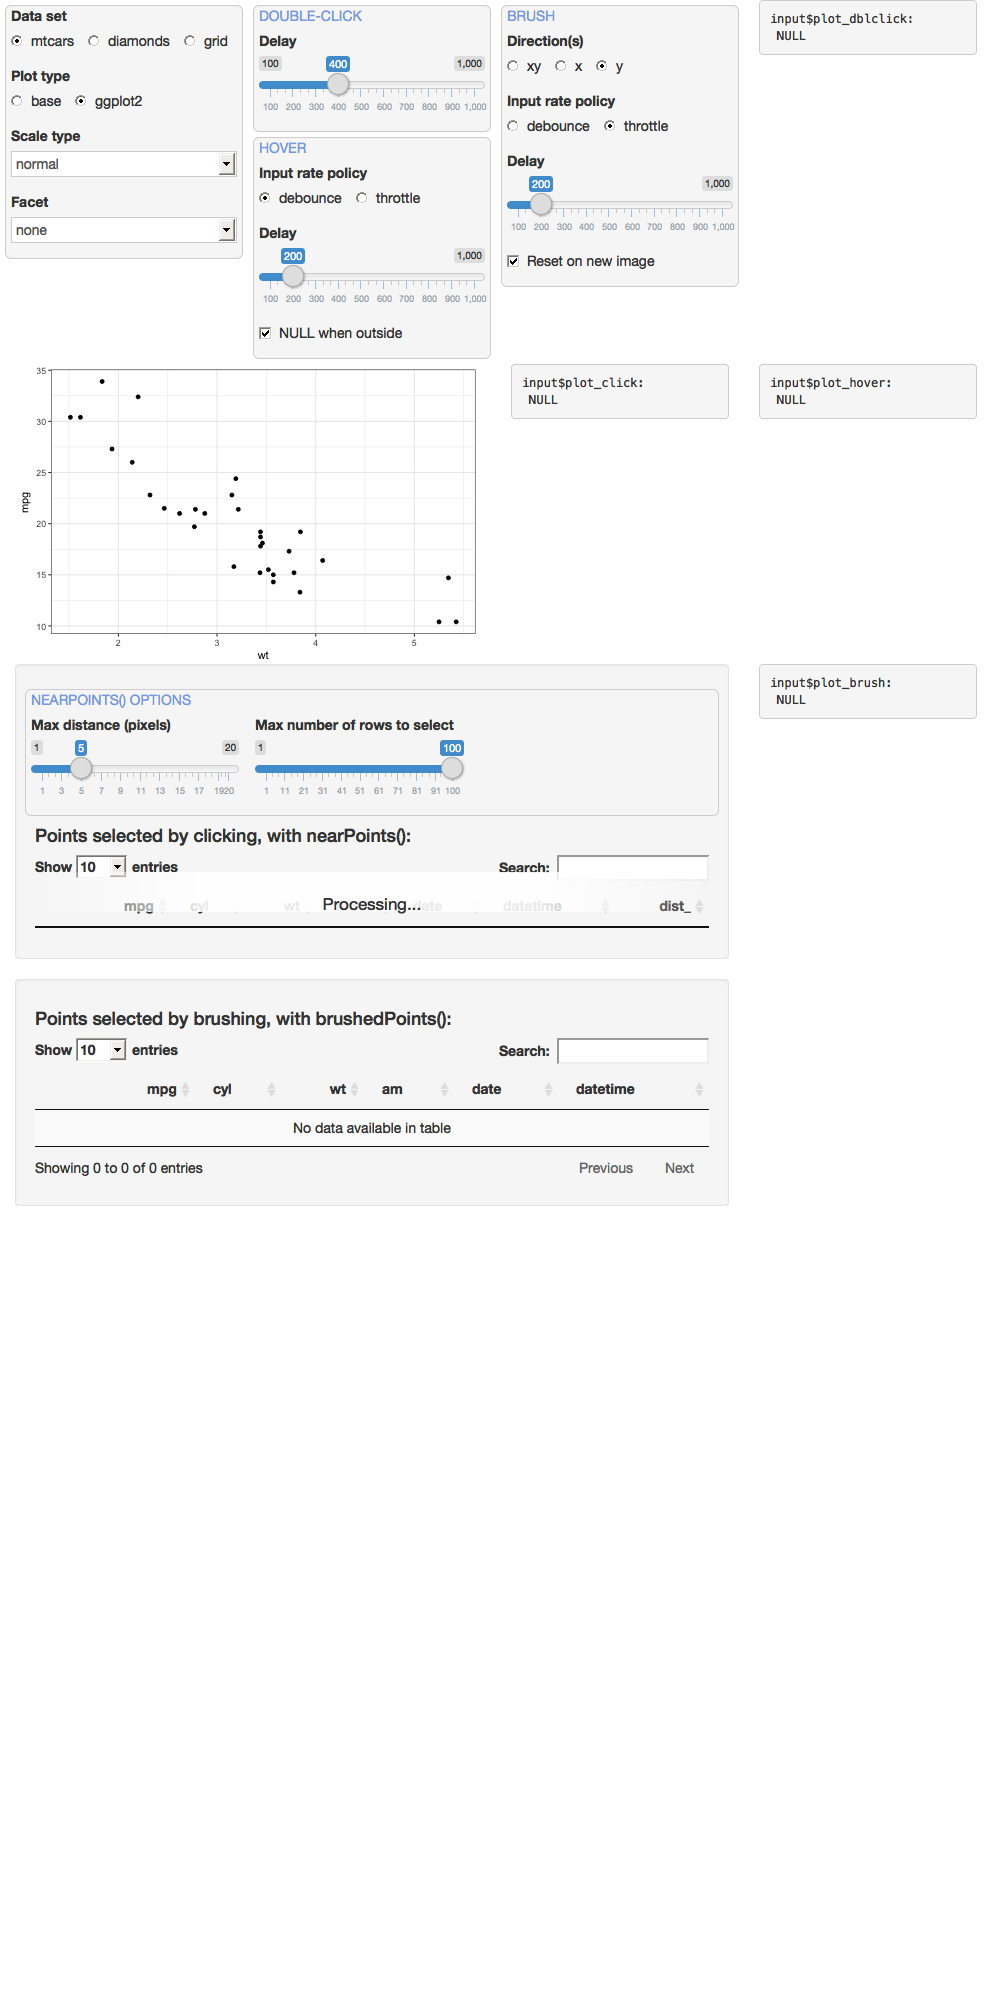 Data set
mtcars diamonds grid
Plot type
base ggplot2
Scale type
normal
Facet
none
DOUBLE-CLICK
Delay
100 400 1,000
100 200 300 400 500 600 700 800 900 1,000
HOVER
Input rate policy
debounce throttle
Delay
200 1,000
100 200 300 400 500 600 700 800 900 1,000
NULL when outside
BRUSH
Direction(s)
xy x y
Input rate policy
debounce throttle
Delay
200 1,000
100 200 300 400 500 600 700 800 900 1,000
Reset on new image
input$plot_dblclick:
NULL
35
30
25
20
15
10
mpg
2 3 4 5
wt
input$plot_click:
NULL
input$plot_hover:
NULL
NEARPOINTS() OPTIONS
Max distance (pixels)
1 5 20
1 3 5 7 9 11 13 15 17 1920
Max number of rows to select
1 100
1 11 21 31 41 51 61 71 81 91 100
Points selected by clicking, with nearPoints():
Show 10 entries
Search:
mpg cyl wt date datetime dist_
Processing...
input$plot_brush:
NULL
Points selected by brushing, with brushedPoints():
Show 10 entries
Search:
mpg cyl wt am date datetime
No data available in table
Showing 0 to 0 of 0 entries
Previous Next